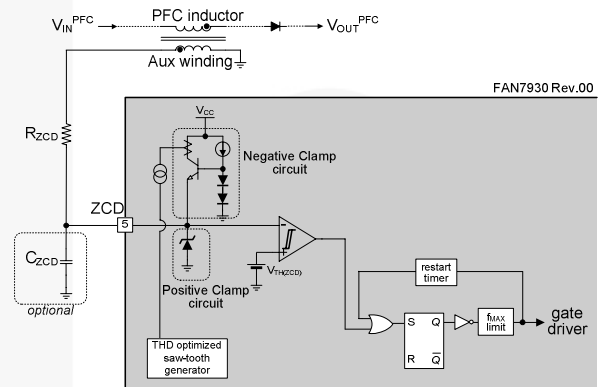 V_IN^PFC
PFC inductor
V_OUT^PFC
Aux winding
FAN7930 Rev.00
V_CC
R_ZCD
Negative Clamp
circuit
ZCD
5
C_ZCD
optional
V_TH(ZCD)
Positive Clamp
circuit
restart
timer
S Q
R Q̅
f_MAX
limit
gate
driver
THD optimized
saw-tooth
generator